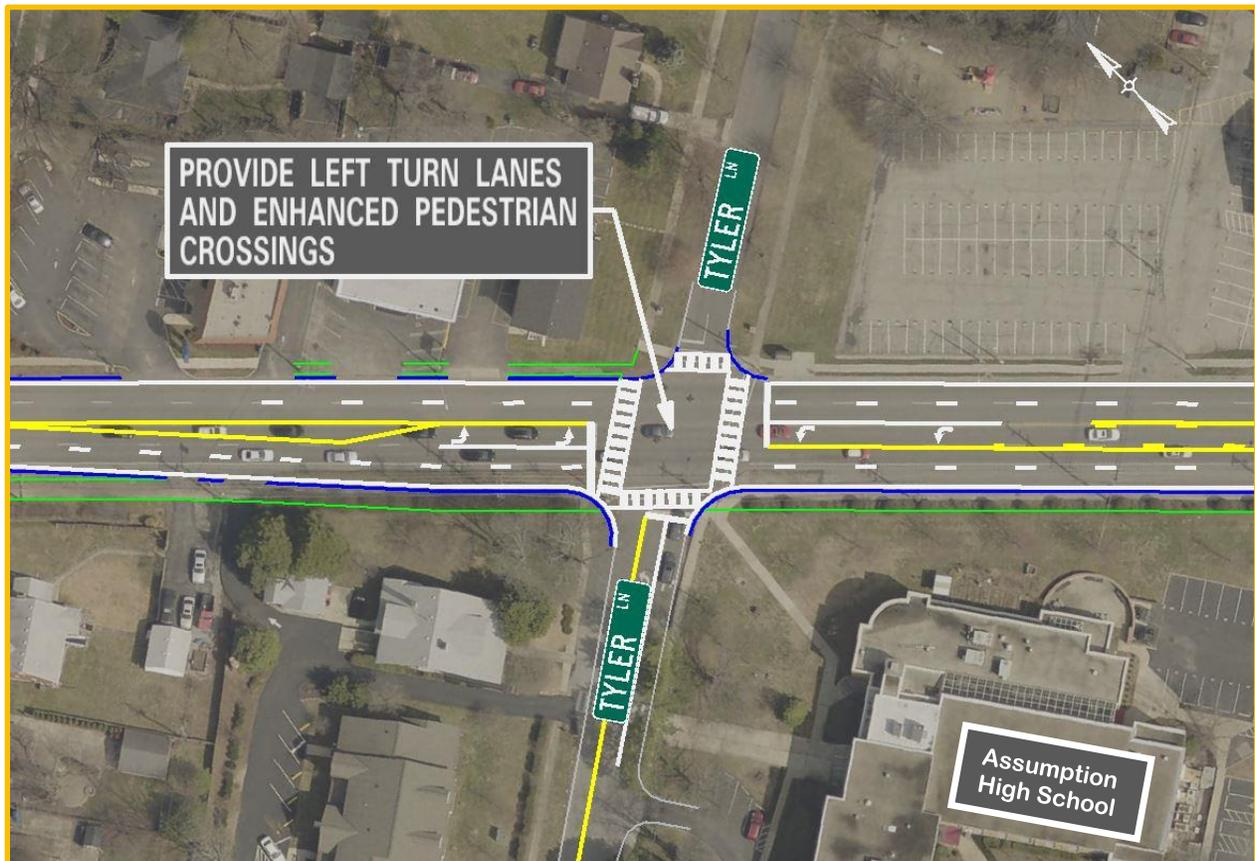 PROVIDE LEFT TURN LANES
AND ENHANCED PEDESTRIAN
CROSSINGS
TYLER LN
TYLER LN
Assumption
High School